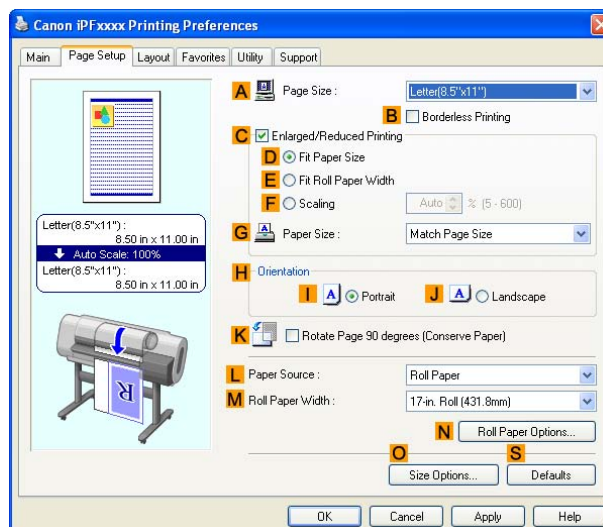 Canon iPFxxxx Printing Preferences
Main Page Setup Layout Favorites Utility Support
A Page Size : Letter(8.5"x11")
B Borderless Printing
C Enlarged/Reduced Printing
D Fit Paper Size
E Fit Roll Paper Width
F Scaling Auto % (5 - 600)
G A Paper Size : Match Page Size
Letter(8.5"x11") :
8.50 in x 11.00 in
Auto Scale: 100%
Letter(8.5"x11") :
8.50 in x 11.00 in
H Orientation
I A Portrait J A Landscape
K Rotate Page 90 degrees (Conserve Paper)
R
L Paper Source : Roll Paper
M Roll Paper Width : 17-in. Roll (431.8mm)
N Roll Paper Options...
O S
Size Options... Defaults
OK Cancel Apply Help